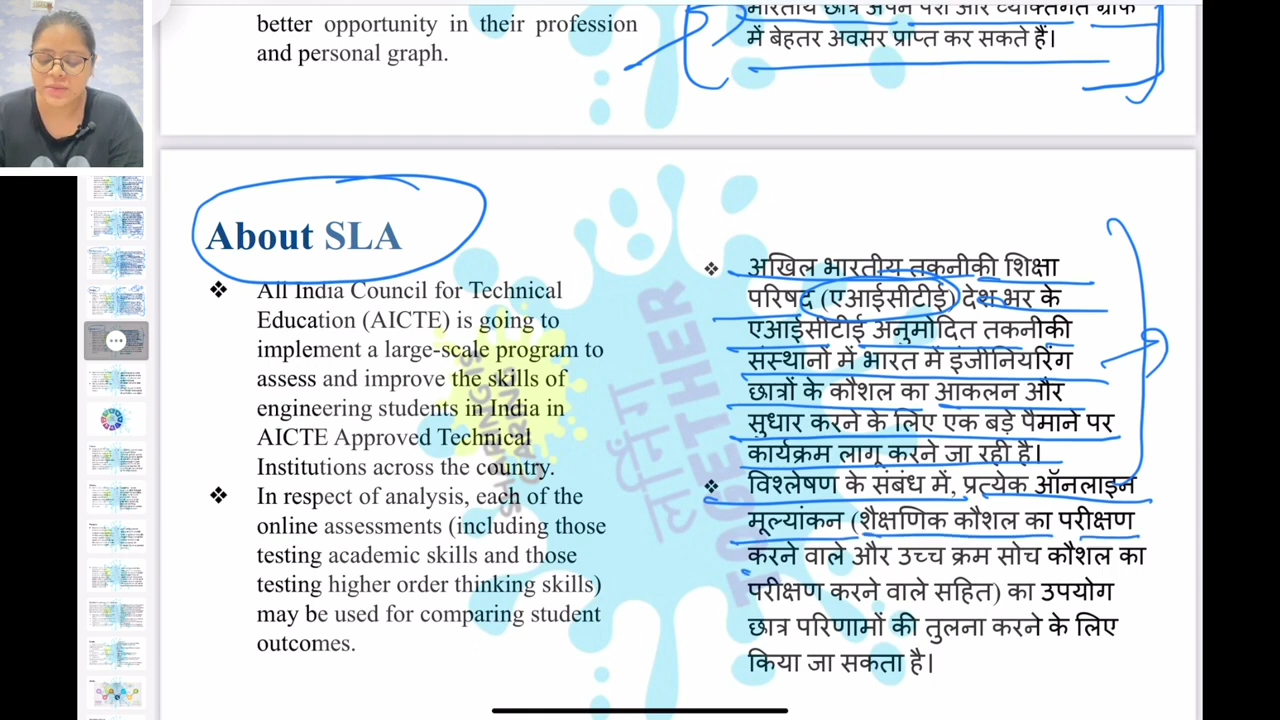 better opportunity in their profession
and personal graph.
भारतीय छात्र अपने पेशे और व्यक्तिगत ग्राफ
में बेहतर अवसर प्राप्त कर सकते हैं।
About SLA
❖ All India Council for Technical
Education (AICTE) is going to
implement a large-scale program to
assess and improve the skills of
engineering students in India in
AICTE Approved Technical
Institutions across the country.
❖ In respect of analysis, each of the
online assessments (including those
testing academic skills and those
testing higher order thinking skills)
may be used for comparing student
outcomes.
❖ अखिल भारतीय तकनीकी शिक्षा
परिषद (एआईसीटीई) देश भर के
एआईसीटीई अनुमोदित तकनीकी
संस्थानों में भारत में इंजीनियरिंग
छात्रों के कौशल का आकलन और
सुधार करने के लिए एक बड़े पैमाने पर
कार्यक्रम लागू करने जा रही है।
❖ विश्लेषण के संबंध में, प्रत्येक ऑनलाइन
मूल्यांकन (शैक्षणिक कौशल का परीक्षण
करने वाले और उच्च क्रम सोच कौशल का
परीक्षण करने वाले सहित) का उपयोग
छात्र परिणामों की तुलना करने के लिए
किया जा सकता है।